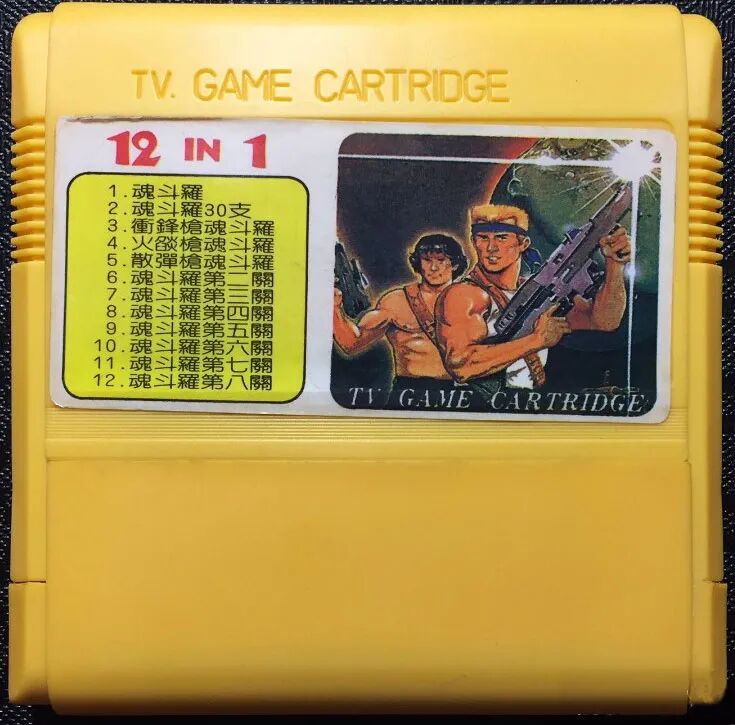 TV. GAME CARTRIDGE
12 IN 1
1. 魂斗羅
2. 魂斗羅30支
3. 衝鋒槍魂斗羅
4. 火燄槍魂斗羅
5. 散彈槍魂斗羅
6. 魂斗羅第二關
7. 魂斗羅第三關
8. 魂斗羅第四關
9. 魂斗羅第五關
10. 魂斗羅第六關
11. 魂斗羅第七關
12. 魂斗羅第八關
TV GAME CARTRIDGE